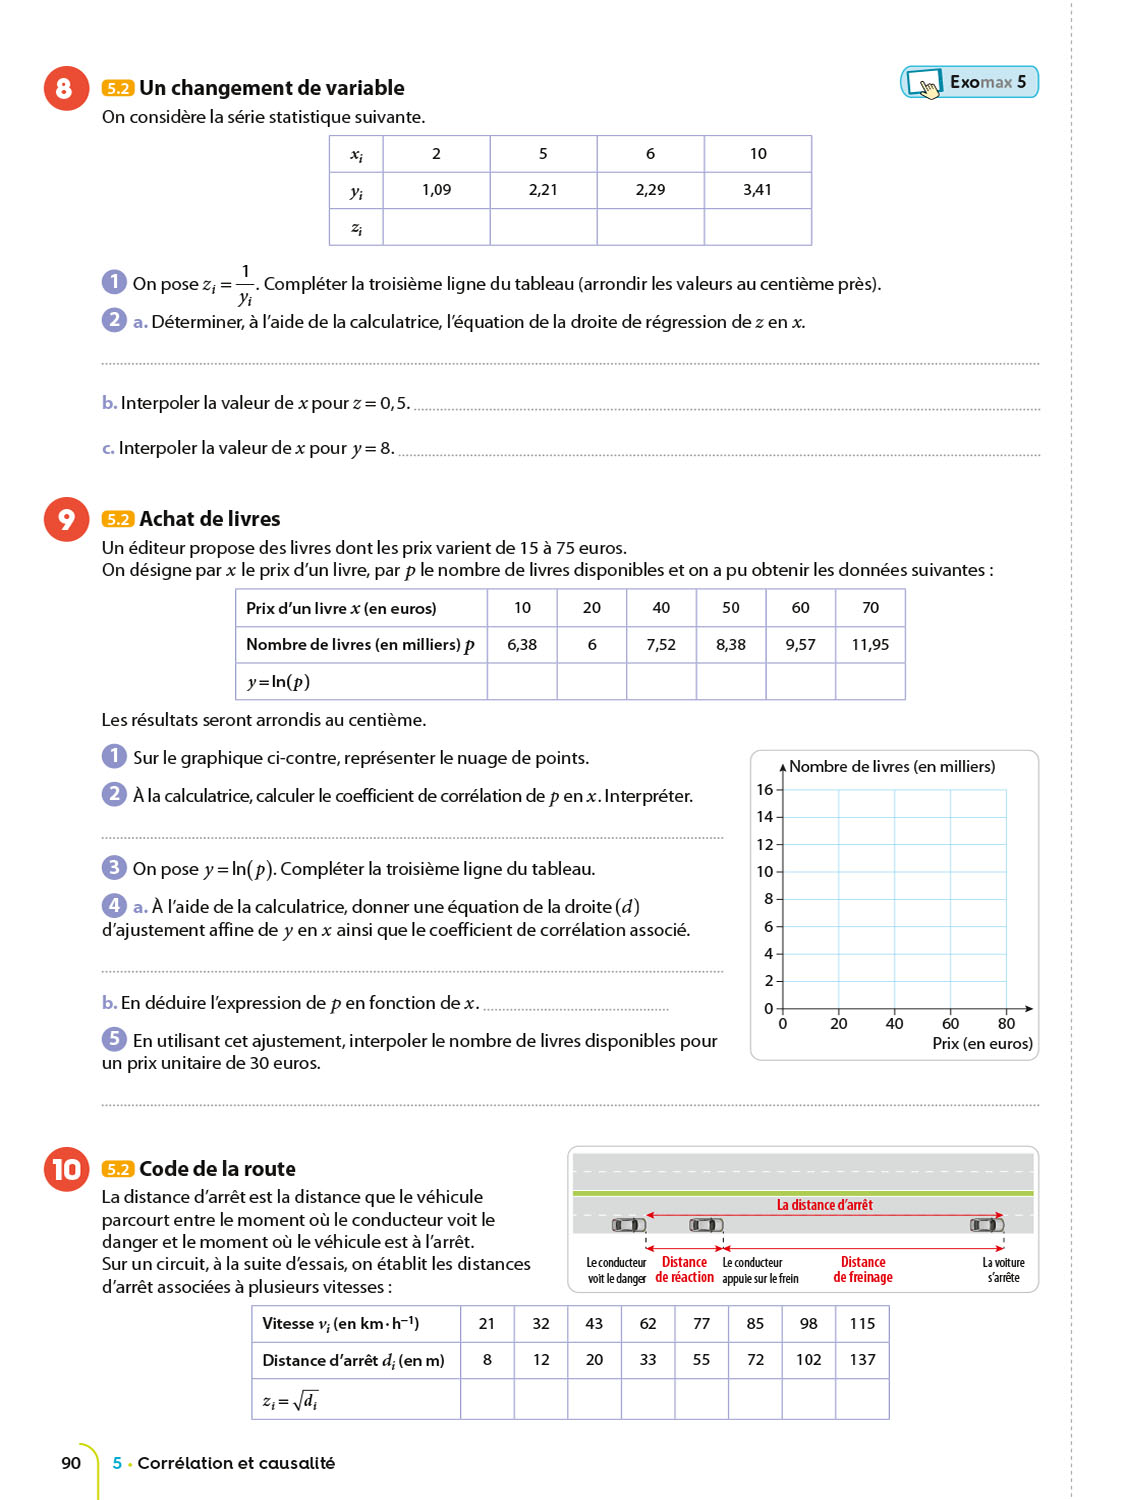 8 5.2 Un changement de variable
Exomax 5
On considère la série statistique suivante.
xi 2 5 6 10
yi 1,09 2,21 2,29 3,41
zi
1 On pose zi = 1/yi. Compléter la troisième ligne du tableau (arrondir les valeurs au centième près).
2 a. Déterminer, à l’aide de la calculatrice, l’équation de la droite de régression de z en x.
b. Interpoler la valeur de x pour z = 0,5.
c. Interpoler la valeur de x pour y = 8.
9 5.2 Achat de livres
Un éditeur propose des livres dont les prix varient de 15 à 75 euros.
On désigne par x le prix d’un livre, par p le nombre de livres disponibles et on a pu obtenir les données suivantes :
Prix d’un livre x (en euros) 10 20 40 50 60 70
Nombre de livres (en milliers) p 6,38 6 7,52 8,38 9,57 11,95
y = ln(p)
Les résultats seront arrondis au centième.
1 Sur le graphique ci-contre, représenter le nuage de points.
2 À la calculatrice, calculer le coefficient de corrélation de p en x. Interpréter.
3 On pose y = ln(p). Compléter la troisième ligne du tableau.
4 a. À l’aide de la calculatrice, donner une équation de la droite (d)
d’ajustement affine de y en x ainsi que le coefficient de corrélation associé.
b. En déduire l’expression de p en fonction de x.
5 En utilisant cet ajustement, interpoler le nombre de livres disponibles pour
un prix unitaire de 30 euros.
Nombre de livres (en milliers)
16
14
12
10
8
6
4
2
0
0 20 40 60 80
Prix (en euros)
10 5.2 Code de la route
La distance d’arrêt est la distance que le véhicule
parcourt entre le moment où le conducteur voit le
danger et le moment où le véhicule est à l’arrêt.
Sur un circuit, à la suite d’essais, on établit les distances
d’arrêt associées à plusieurs vitesses :
La distance d’arrêt
Le conducteur
voit le danger
Distance
de réaction
Le conducteur
appuie sur le frein
Distance
de freinage
La voiture
s’arrête
Vitesse vi (en km·h⁻¹) 21 32 43 62 77 85 98 115
Distance d’arrêt di (en m) 8 12 20 33 55 72 102 137
zi = √di
90 5 • Corrélation et causalité